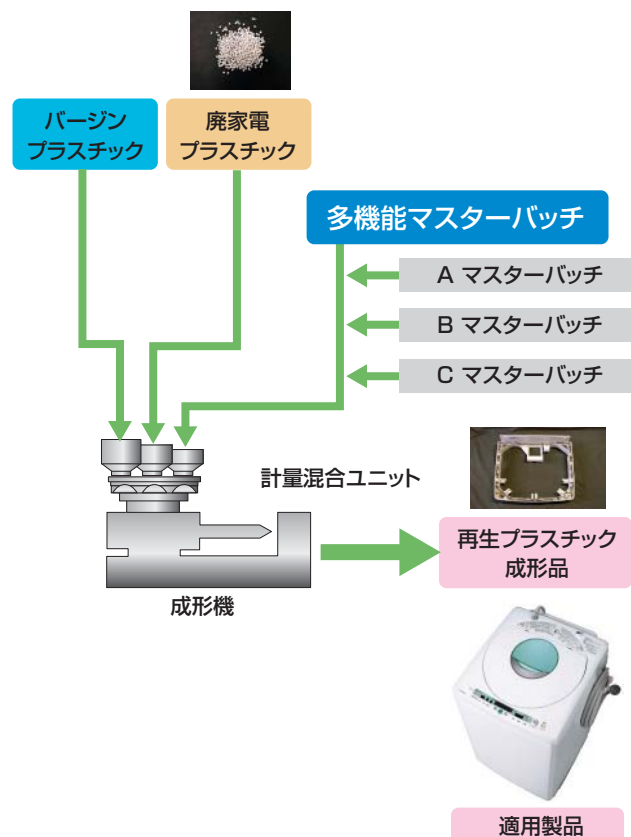 バージン
プラスチック
廃家電
プラスチック
多機能マスターバッチ
A マスターバッチ
B マスターバッチ
C マスターバッチ
計量混合ユニット
成形機
再生プラスチック
成形品
適用製品